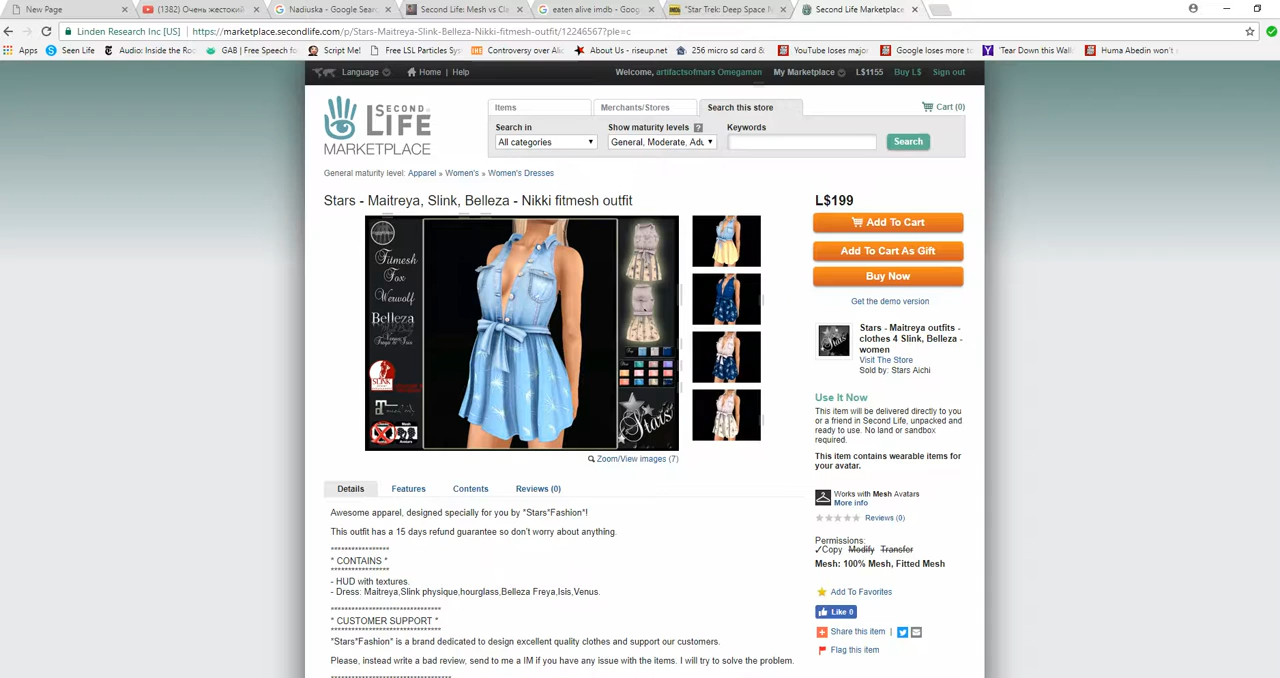 New Page
(1382) Очень жестокий
Nadiuska - Google Sear
Second Life: Mesh vs Cl
eaten alive imdb - Goog
"Star Trek: Deep Space N
Second Life Marketplace
Linden Research Inc [US] https://marketplace.secondlife.com/p/Stars-Maitreya-Slink-Belleza-Nikki-fitmesh-outfit/12246567?ple=c
Apps Seen Life Audio: Inside the Ro GAB | Free Speech fo Script Me! Free LSL Particles Sys Controversy over Alic About Us - riseup.net 256 micro sd card & YouTube loses major Google loses more to 'Tear Down this Wall Huma Abedin won't
Language Home | Help Welcome, artifactsofmars Omegaman My Marketplace L$1155 Buy L$ Sign out
SECOND LIFE MARKETPLACE
Items Merchants/Stores Search this store Cart (0)
Search in Show maturity levels ? Keywords
All categories General, Moderate, Adu Search
General maturity level: Apparel » Women's » Women's Dresses
Stars - Maitreya, Slink, Belleza - Nikki fitmesh outfit
Fitmesh
Fox
Werwolf
Belleza
SLINK
Stars
Zoom/View images (7)
L$199
Add To Cart
Add To Cart As Gift
Buy Now
Get the demo version
Stars - Maitreya outfits -
clothes 4 Slink, Belleza -
women
Visit The Store
Sold by: Stars Aichi
Use It Now
This item will be delivered directly to
you or a friend in Second Life, unpacked and
ready to use. No land or sandbox
required.
This item contains wearable items for
your avatar.
Works with Mesh Avatars
More info
Reviews (0)
Permissions:
✓Copy Modify Transfer
Mesh: 100% Mesh, Fitted Mesh
Add To Favorites
Like 0
Share this item |
Flag this item
Details Features Contents Reviews (0)
Awesome apparel, designed specially for you by *Stars*Fashion*!
This outfit has a 15 days refund guarantee so don't worry about anything.
*****************
* CONTAINS *
*****************
- HUD with textures.
- Dress: Maitreya,Slink physique,hourglass,Belleza Freya,Isis,Venus.
********************************
* CUSTOMER SUPPORT *
********************************
*Stars*Fashion* is a brand dedicated to design excellent quality clothes and support our customers.
Please, instead write a bad review, send to me a IM if you have any issue with the items. I will try to solve the problem.
***********************************